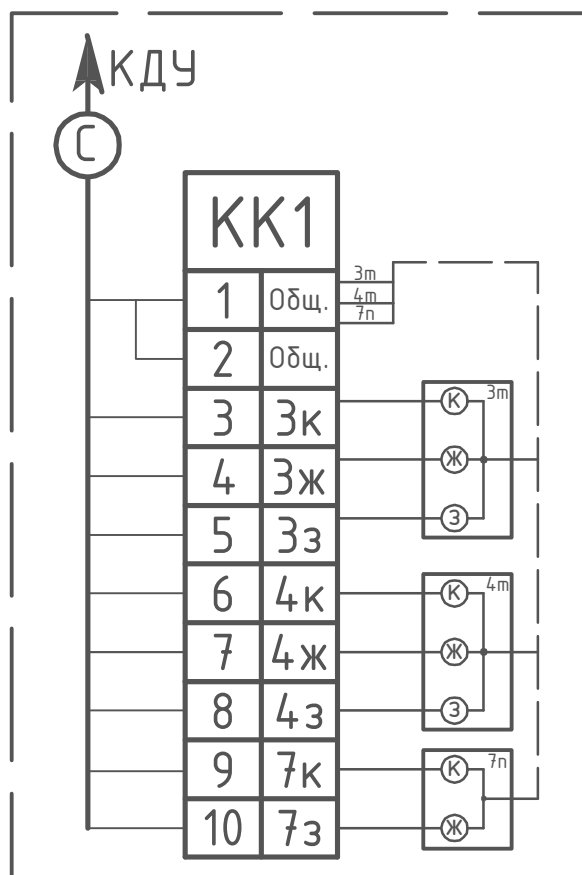 КДУ
С
КК1
1 Общ.
3т
4т
7п
2 Общ.
3 3к
К 3т
4 3ж
Ж
5 3з
З
6 4к
К 4т
7 4ж
Ж
8 4з
З
9 7к
К 7п
10 7з
Ж